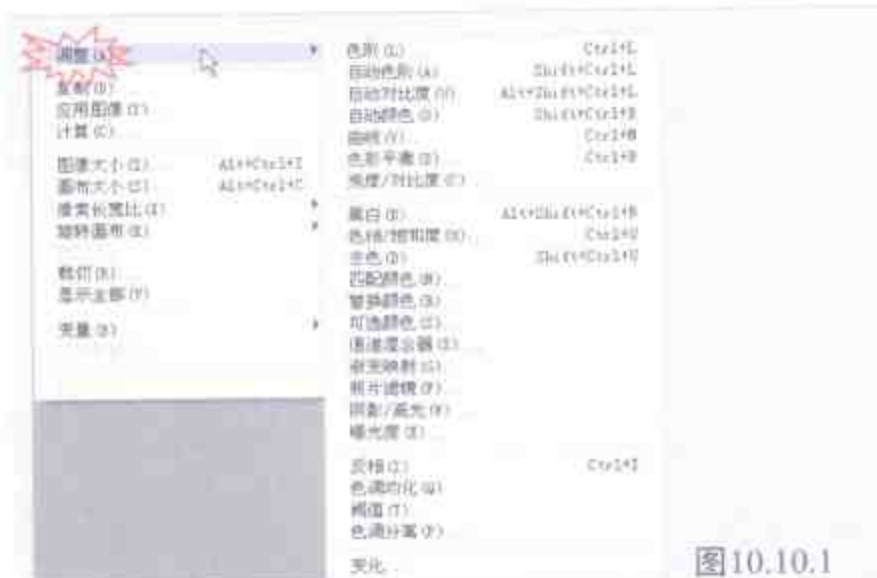 调整(A)
复制(D)
应用图像(I)
计算(C)
图像大小(I)... Alt+Ctrl+I
画布大小(S)... Alt+Ctrl+C
像素长宽比(X)
旋转画布(E)
裁切(R)
显示全部(V)
变量(B)
色阶(L)... Ctrl+L
自动色阶(A) Shift+Ctrl+L
自动对比度(U) Alt+Shift+Ctrl+L
自动颜色(O) Shift+Ctrl+B
曲线(V)... Ctrl+M
色彩平衡(B)... Ctrl+B
亮度/对比度(C)...
黑白(K)... Alt+Shift+Ctrl+B
色相/饱和度(H)... Ctrl+U
去色(D) Shift+Ctrl+U
匹配颜色(M)...
替换颜色(R)...
可选颜色(S)...
通道混合器(X)...
渐变映射(G)...
照片滤镜(F)...
阴影/高光(W)...
曝光度(E)...
反相(I) Ctrl+I
色调均化(Q)
阈值(T)...
色调分离(P)...
变化...
图10.10.1